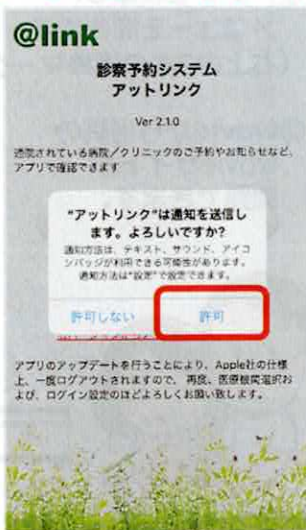 @link
診察予約システム
アットリンク
Ver 2.1.0
通院されている病院/クリニックのご予約やお知らせなど、
アプリで確認できます
"アットリンク"は通知を送信し
ます。よろしいですか?
通知方法は、テキスト、サウンド、アイコ
ンバッジが利用できる可能性があります。
通知方法は"設定"で設定できます。
許可しない
許可
アプリのアップデートを行うことにより、Apple社の仕様
上、一度ログアウトされますので、再度、医療機関選択お
よび、ログイン設定のほどよろしくお願い致します。